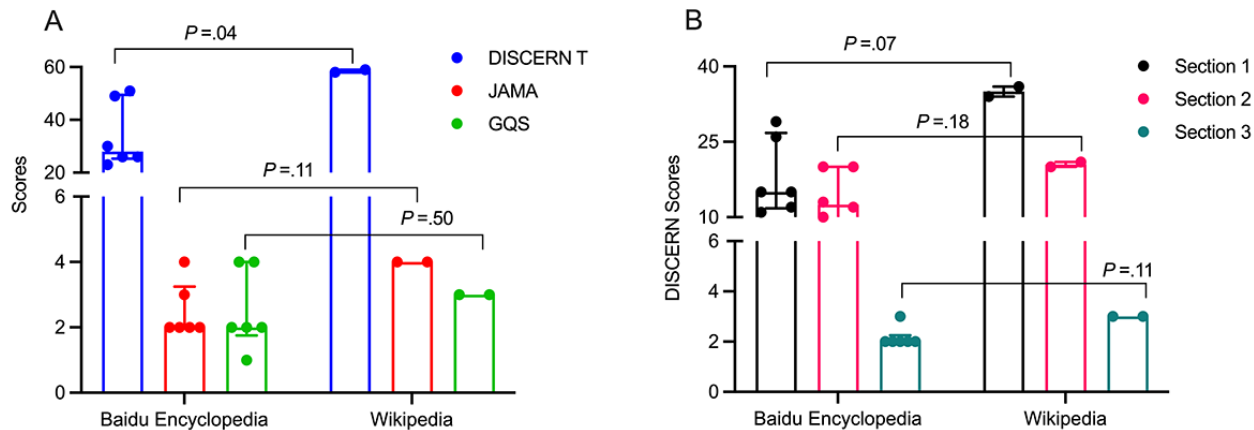 A
P=.04
60
40
20
6
4
2
0
Scores
DISCERN T
JAMA
GQS
P=.11
P=.50
Baidu Encyclopedia
Wikipedia
B
P=.07
40
25
10
6
4
2
0
DISCERN Scores
Section 1
Section 2
Section 3
P=.18
P=.11
Baidu Encyclopedia
Wikipedia